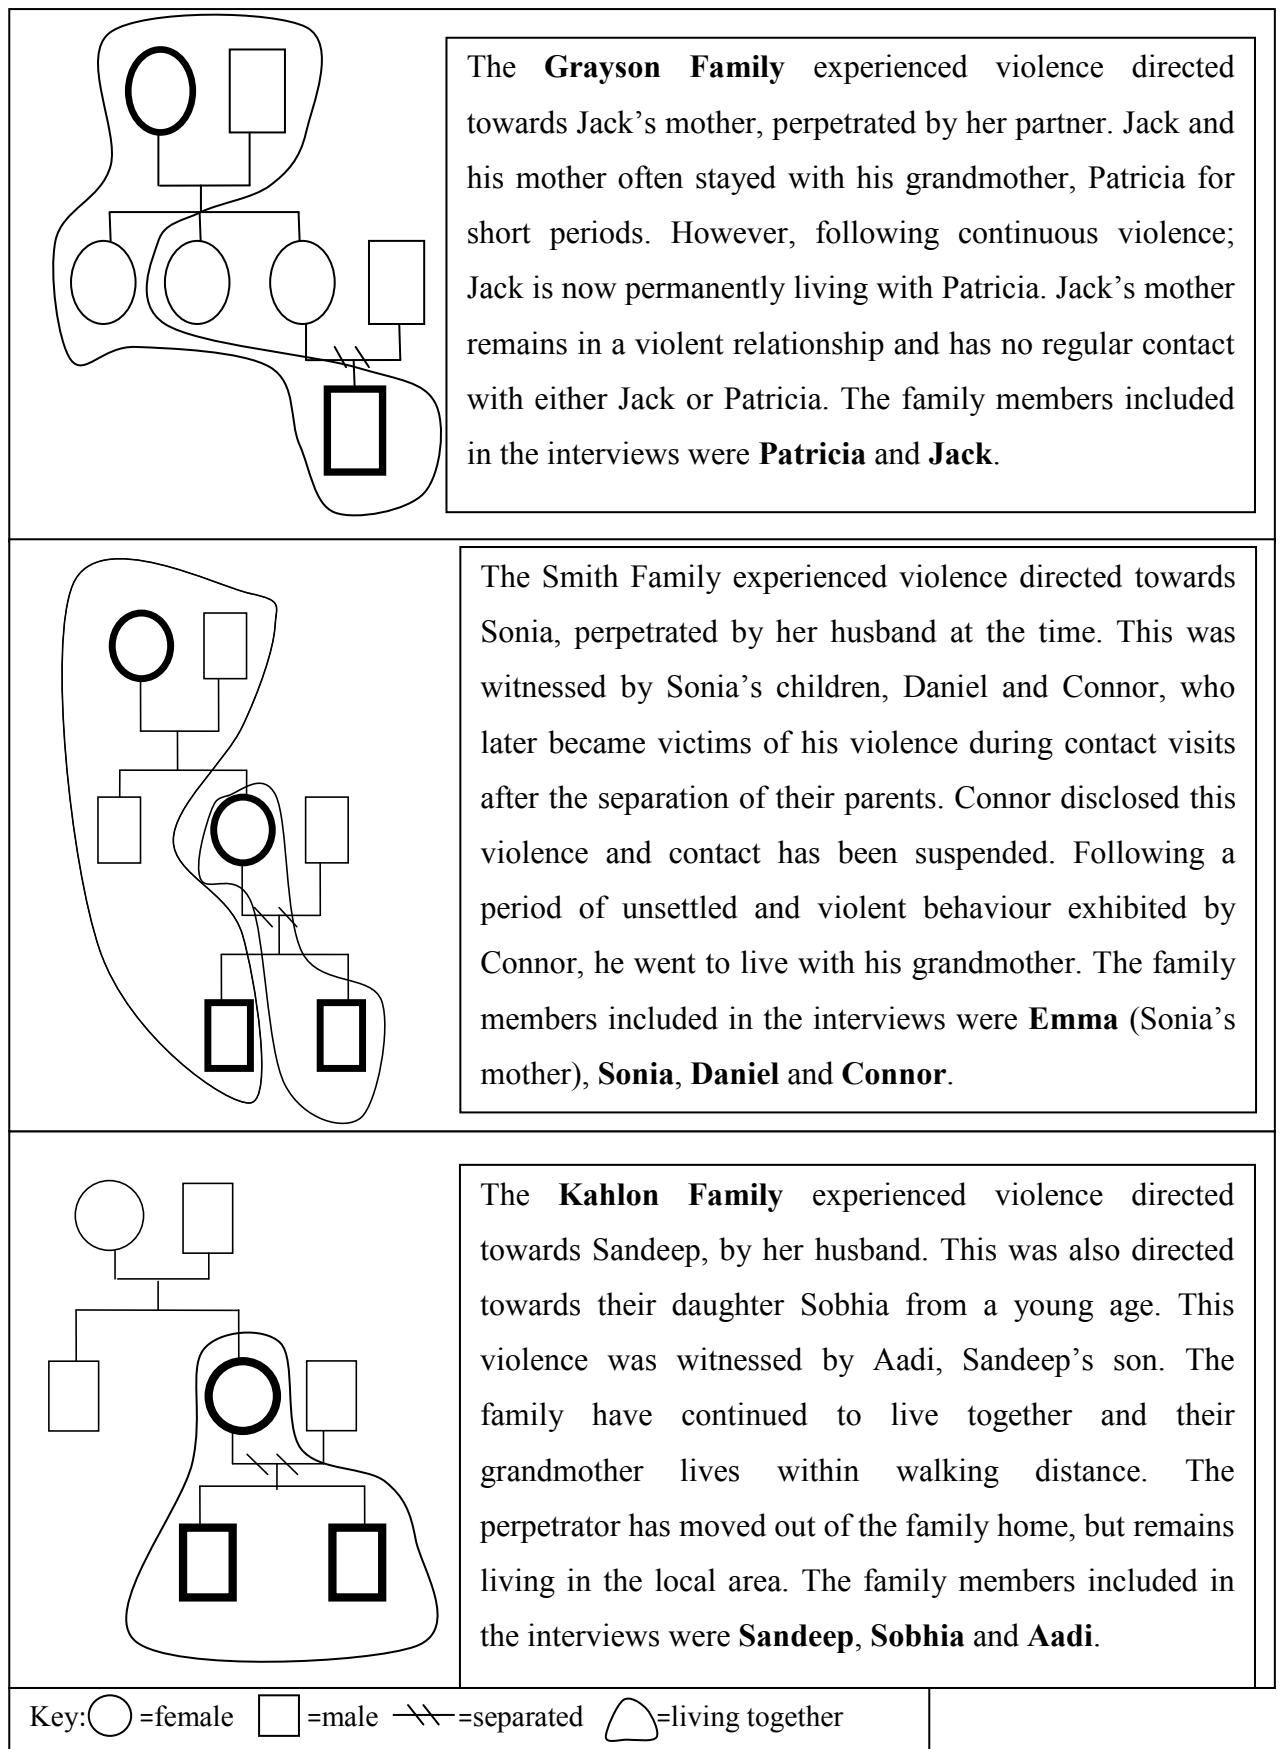 The Grayson Family experienced violence directed
towards Jack’s mother, perpetrated by her partner. Jack and
his mother often stayed with his grandmother, Patricia for
short periods. However, following continuous violence;
Jack is now permanently living with Patricia. Jack’s mother
remains in a violent relationship and has no regular contact
with either Jack or Patricia. The family members included
in the interviews were Patricia and Jack.
The Smith Family experienced violence directed towards
Sonia, perpetrated by her husband at the time. This was
witnessed by Sonia’s children, Daniel and Connor, who
later became victims of his violence during contact visits
after the separation of their parents. Connor disclosed this
violence and contact has been suspended. Following a
period of unsettled and violent behaviour exhibited by
Connor, he went to live with his grandmother. The family
members included in the interviews were Emma (Sonia’s
mother), Sonia, Daniel and Connor.
The Kahlon Family experienced violence directed
towards Sandeep, by her husband. This was also directed
towards their daughter Sobhia from a young age. This
violence was witnessed by Aadi, Sandeep’s son. The
family have continued to live together and their
grandmother lives within walking distance. The
perpetrator has moved out of the family home, but remains
living in the local area. The family members included in
the interviews were Sandeep, Sobhia and Aadi.
Key: =female =male =separated =living together